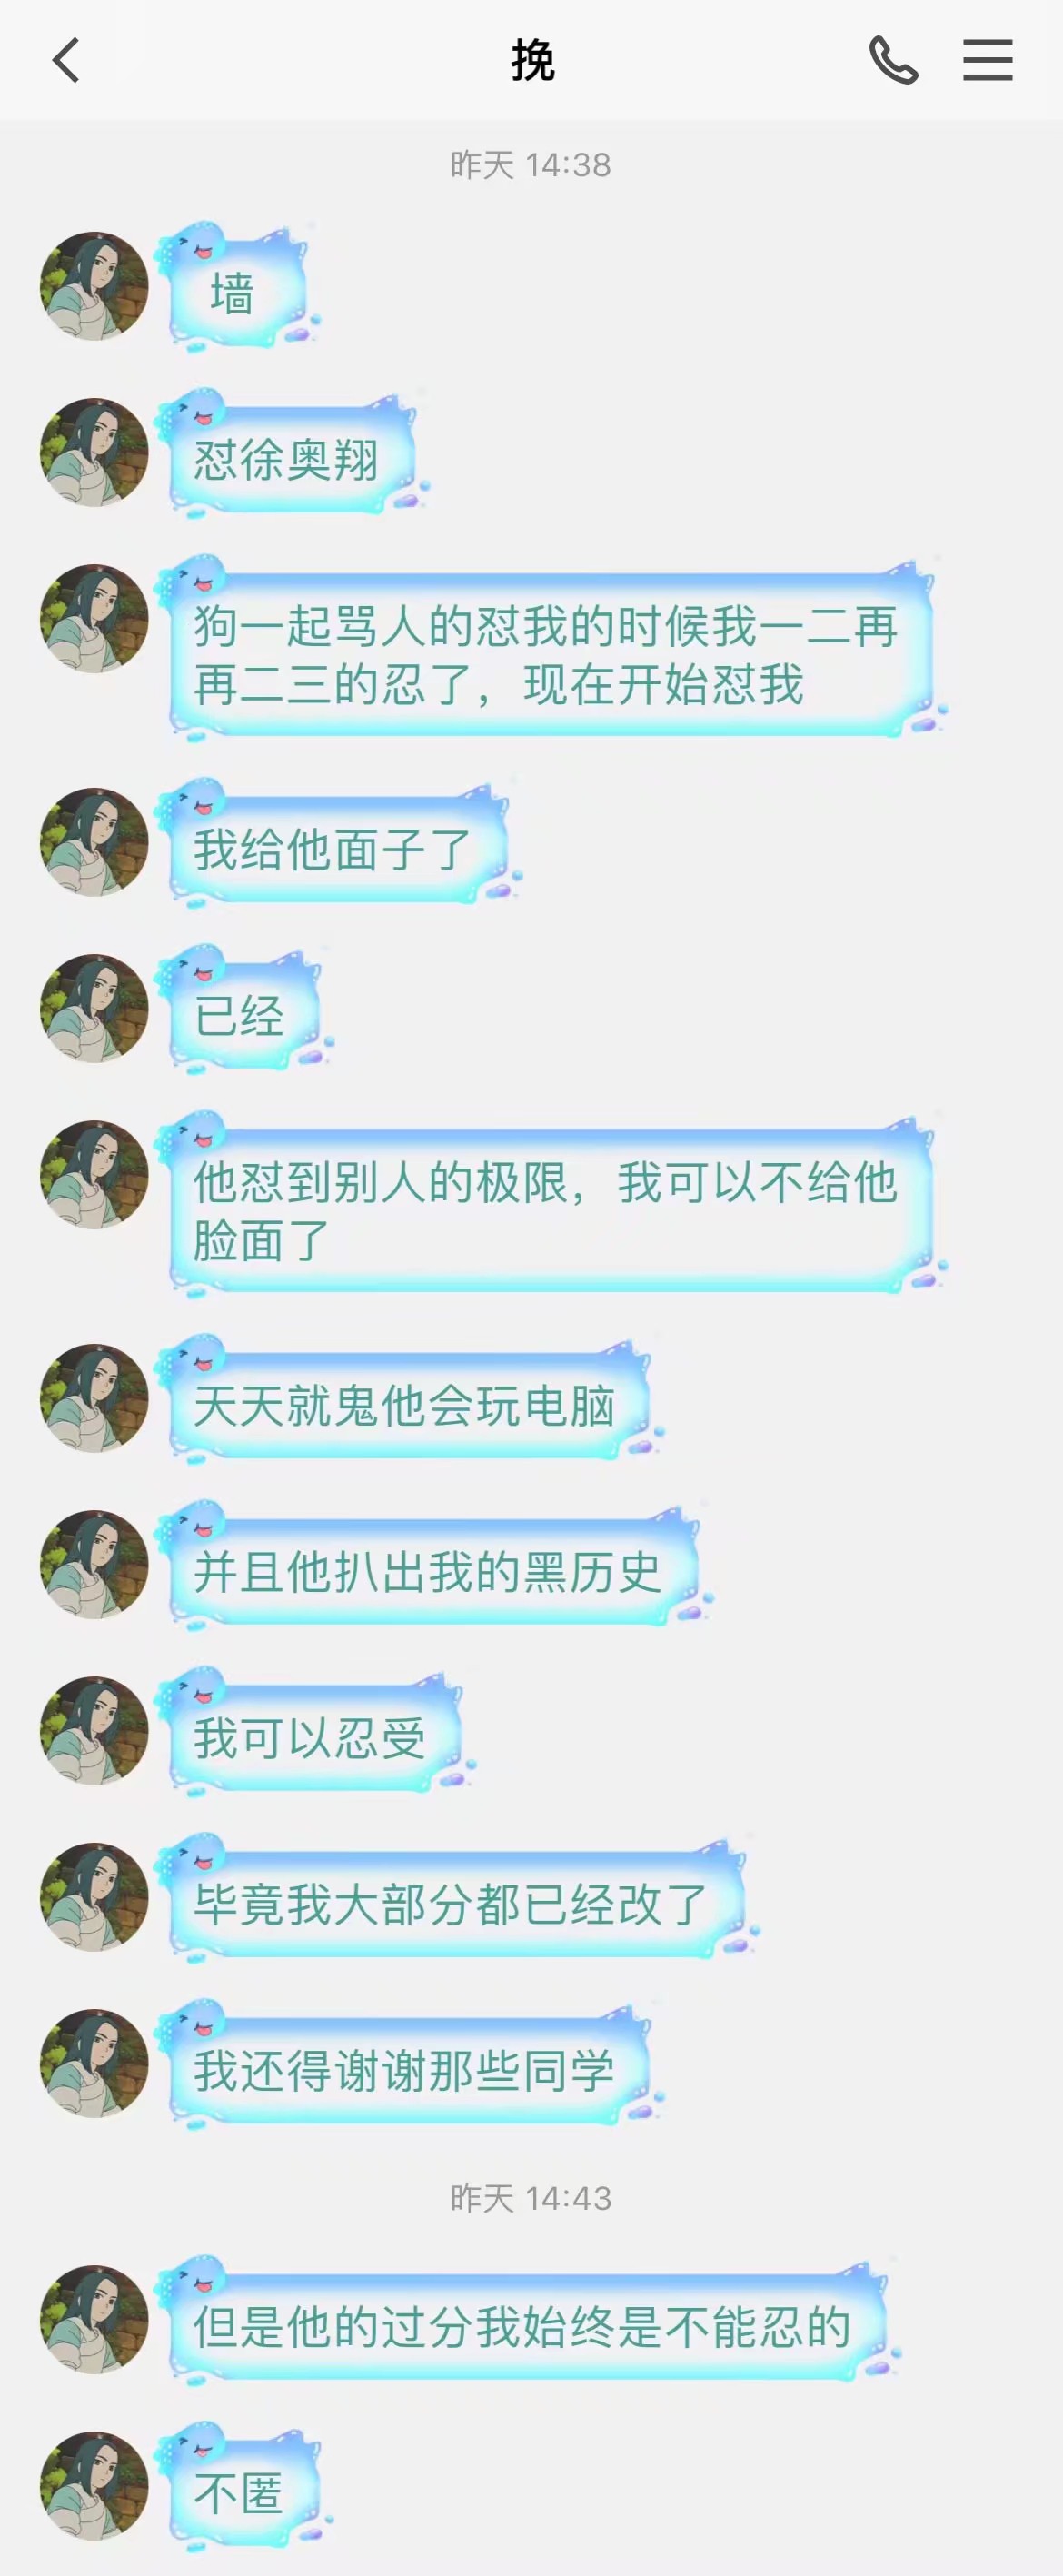 挽
昨天 14:38
墙
怼徐奥翔
狗一起骂人的怼我的时候我一二再
再二三的忍了，现在开始怼我
我给他面子了
已经
他怼到别人的极限，我可以不给他
脸面了
天天就鬼他会玩电脑
并且他扒出我的黑历史
我可以忍受
毕竟我大部分都已经改了
我还得谢谢那些同学
昨天 14:43
但是他的过分我始终是不能忍的
不匿